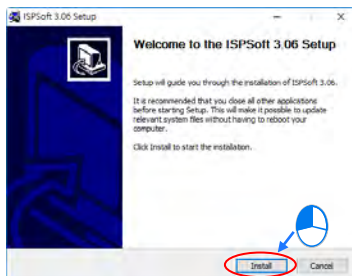 ISPSoft 3.06 Setup
Welcome to the ISPSoft 3.06 Setup
Setup will guide you through the installation of ISPSoft 3.06.
It is recommended that you close all other applications
before starting Setup. This will make it possible to update
relevant system files without having to reboot your
computer.
Click Install to start the installation.
Install
Cancel